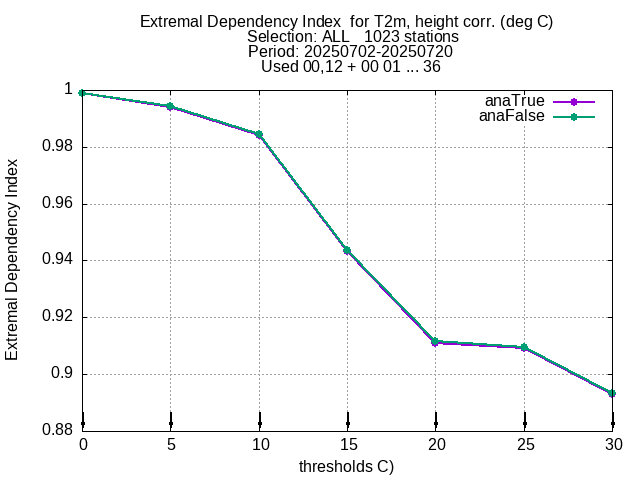 Extremal Dependency Index  for T2m, height corr. (deg C)
Selection: ALL   1023 stations
Period: 20250702-20250720
Used 00,12 + 00 01 ... 36
anaTrue
anaFalse
Extremal Dependency Index
1
0.98
0.96
0.94
0.92
0.9
0.88
0 5 10 15 20 25 30
thresholds C)